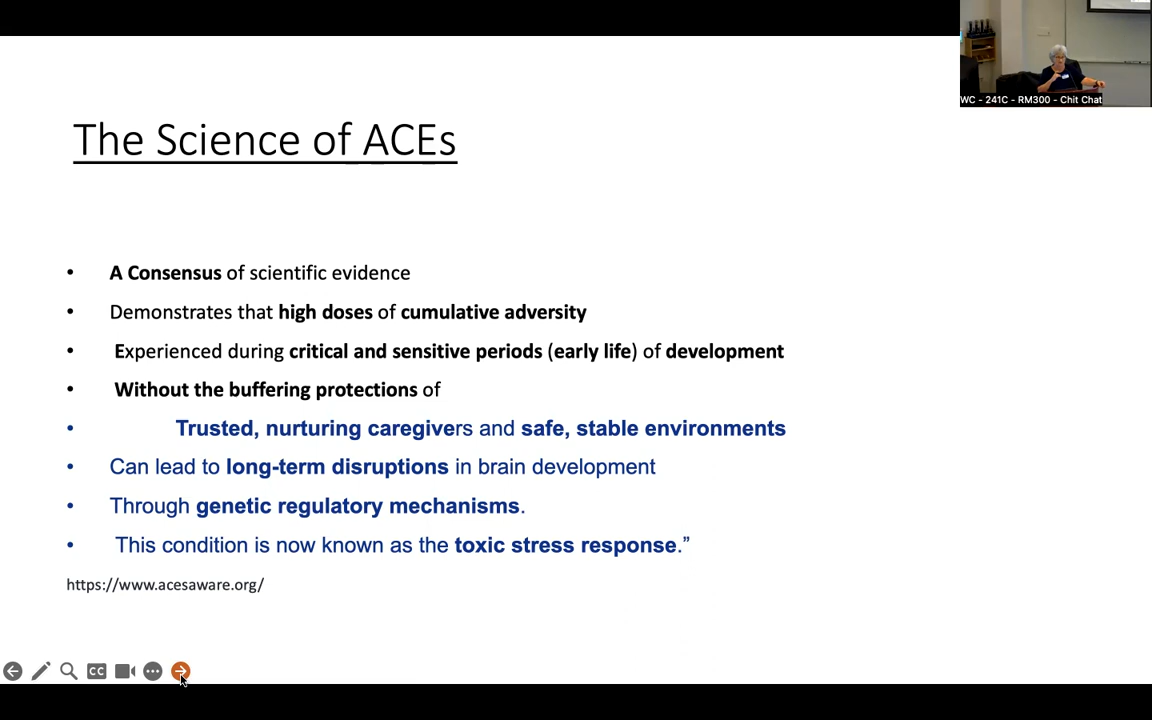 WC - 241C - RM300 - Chit Chat
The Science of ACEs
• A Consensus of scientific evidence
• Demonstrates that high doses of cumulative adversity
• Experienced during critical and sensitive periods (early life) of development
• Without the buffering protections of
• Trusted, nurturing caregivers and safe, stable environments
• Can lead to long-term disruptions in brain development
• Through genetic regulatory mechanisms.
• This condition is now known as the toxic stress response.”
https://www.acesaware.org/
CC